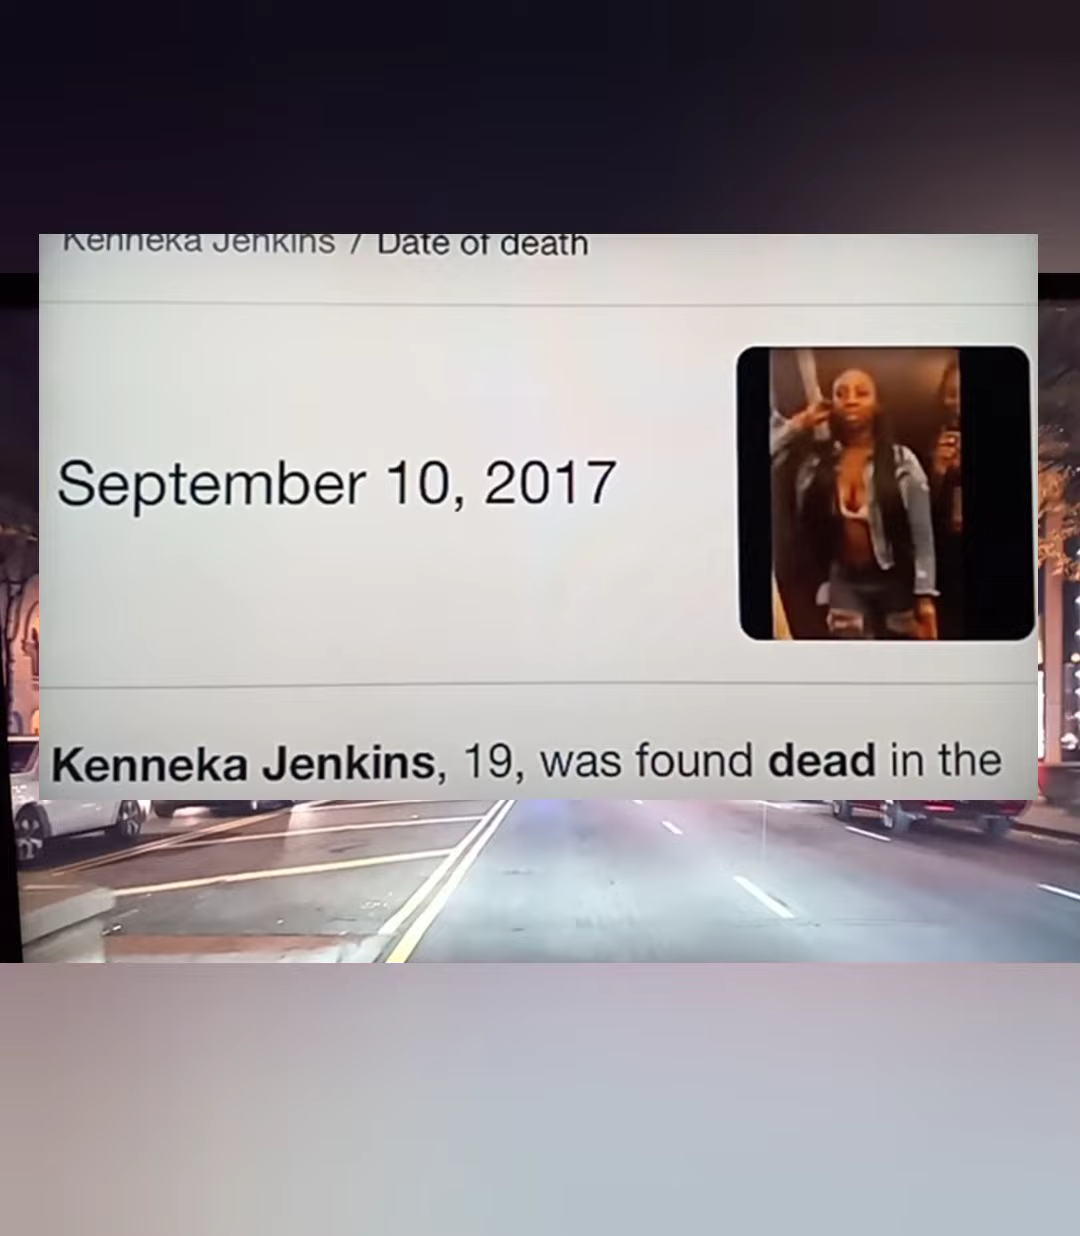 Kenneka Jenkins / Date of death
September 10, 2017
Kenneka Jenkins, 19, was found dead in the